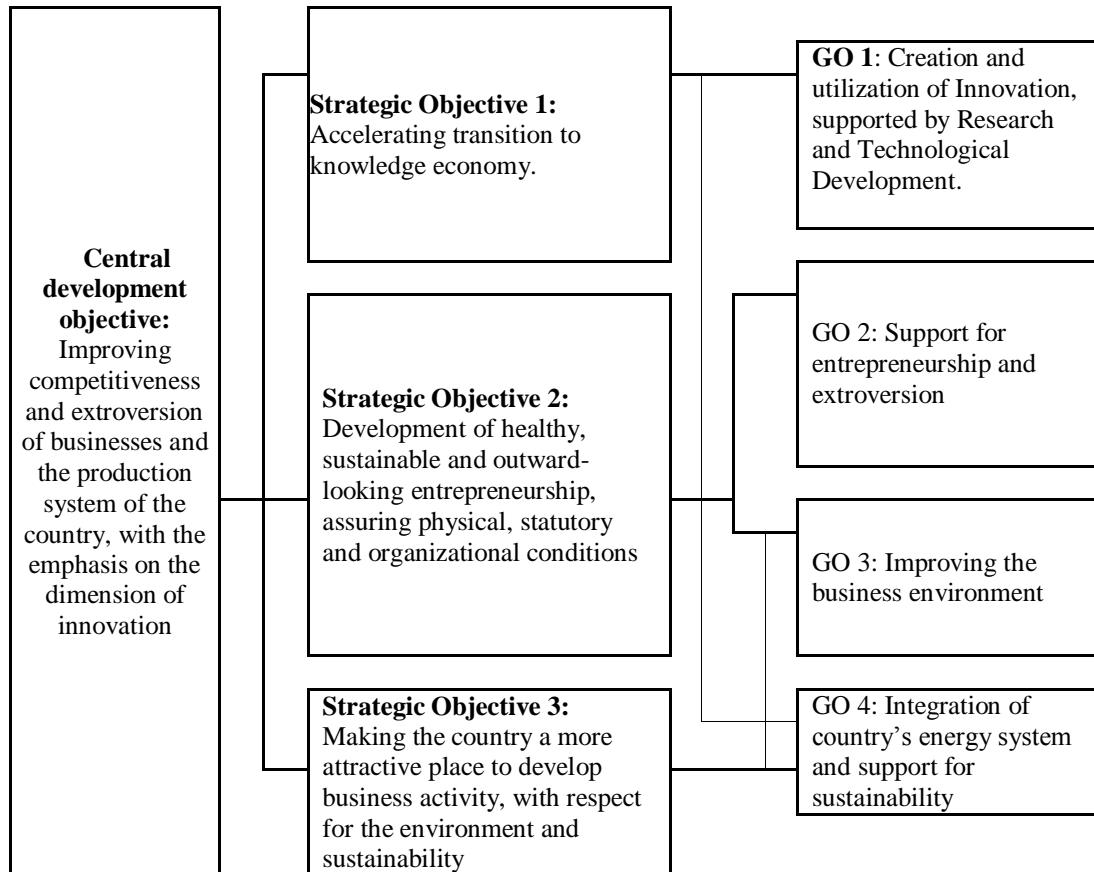 Central
development
objective:
Improving
competitiveness
and extroversion
of businesses and
the production
system of the
country, with the
emphasis on the
dimension of
innovation
Strategic Objective 1:
Accelerating transition to
knowledge economy.
Strategic Objective 2:
Development of healthy,
sustainable and outward-
looking entrepreneurship,
assuring physical, statutory
and organizational conditions
Strategic Objective 3:
Making the country a more
attractive place to develop
business activity, with respect
for the environment and
sustainability
GO 1: Creation and
utilization of Innovation,
supported by Research
and Technological
Development.
GO 2: Support for
entrepreneurship and
extroversion
GO 3: Improving the
business environment
GO 4: Integration of
country’s energy system
and support for
sustainability